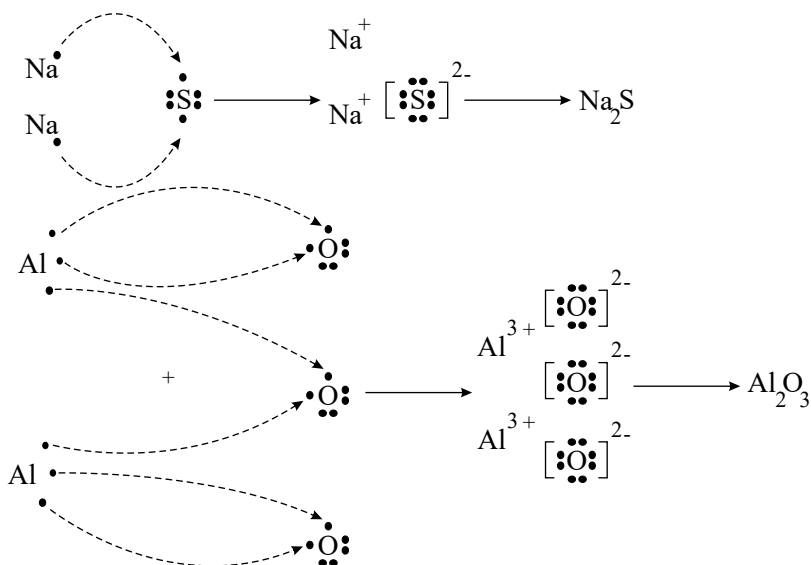 Na⁺
Na
S
Na
Na⁺ [S]²⁻
Na₂S
Al
O
+
O
Al
O
Al³⁺ [O]²⁻
[O]²⁻
Al³⁺ [O]²⁻
Al₂O₃